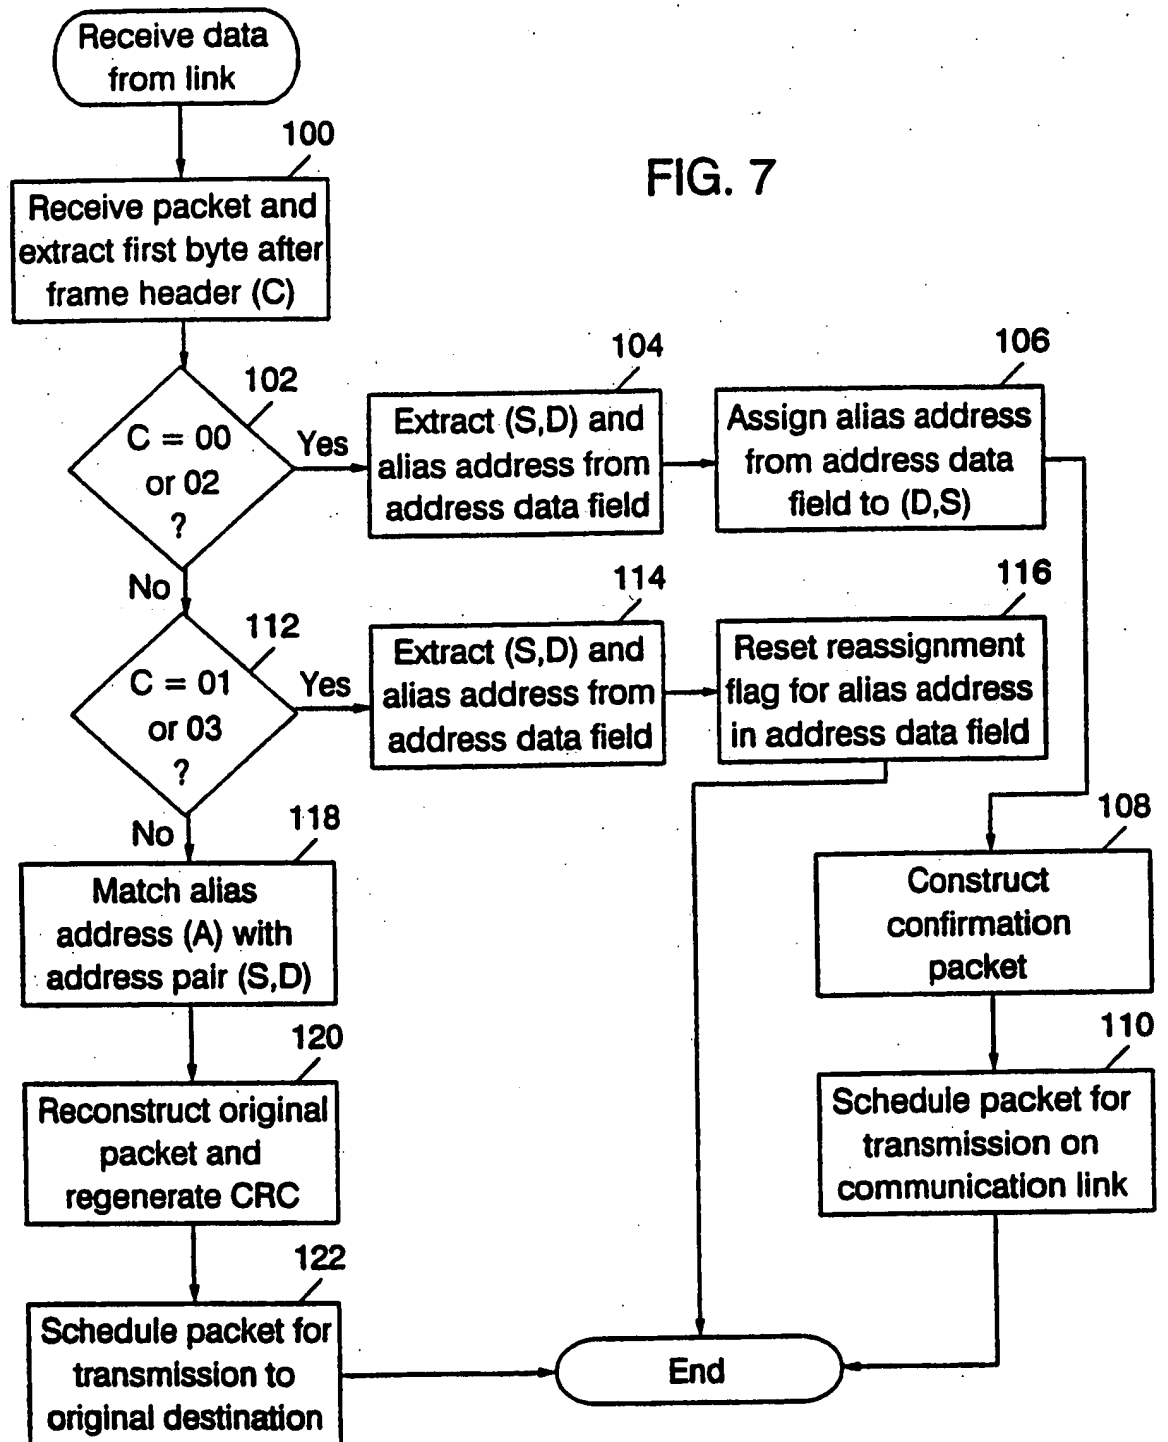 Receive data
from link
100
FIG. 7
Receive packet and
extract first byte after
frame header (C)
102
C = 00
or 02
?
Yes
No
104
Extract (S,D) and
alias address from
address data field
106
Assign alias address
from address data
field to (D,S)
112
C = 01
or 03
?
Yes
No
114
Extract (S,D) and
alias address from
address data field
116
Reset reassignment
flag for alias address
in address data field
108
Construct
confirmation
packet
110
Schedule packet for
transmission on
communication link
118
Match alias
address (A) with
address pair (S,D)
120
Reconstruct original
packet and
regenerate CRC
122
Schedule packet for
transmission to
original destination
End